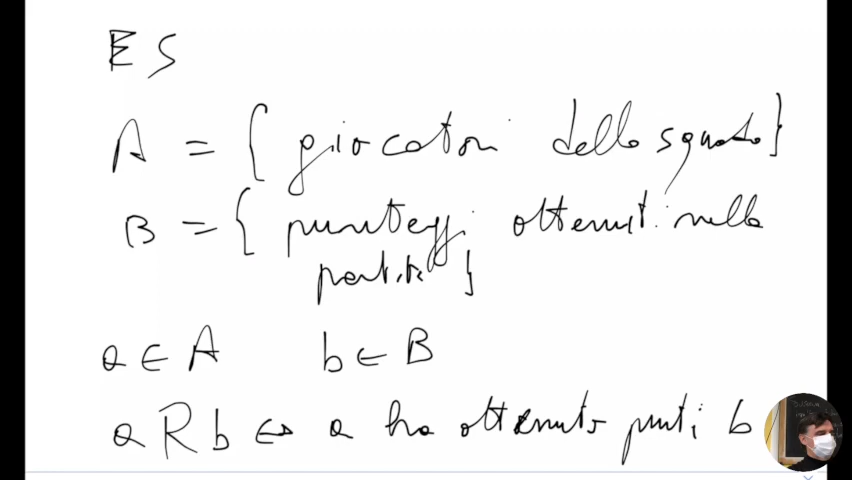 ES
A = { giocatori della squadra }
B = { punteggi ottenuti nella
partita }
a ∈ A b ∈ B
a R b ⇔ a ha ottenuto punti b